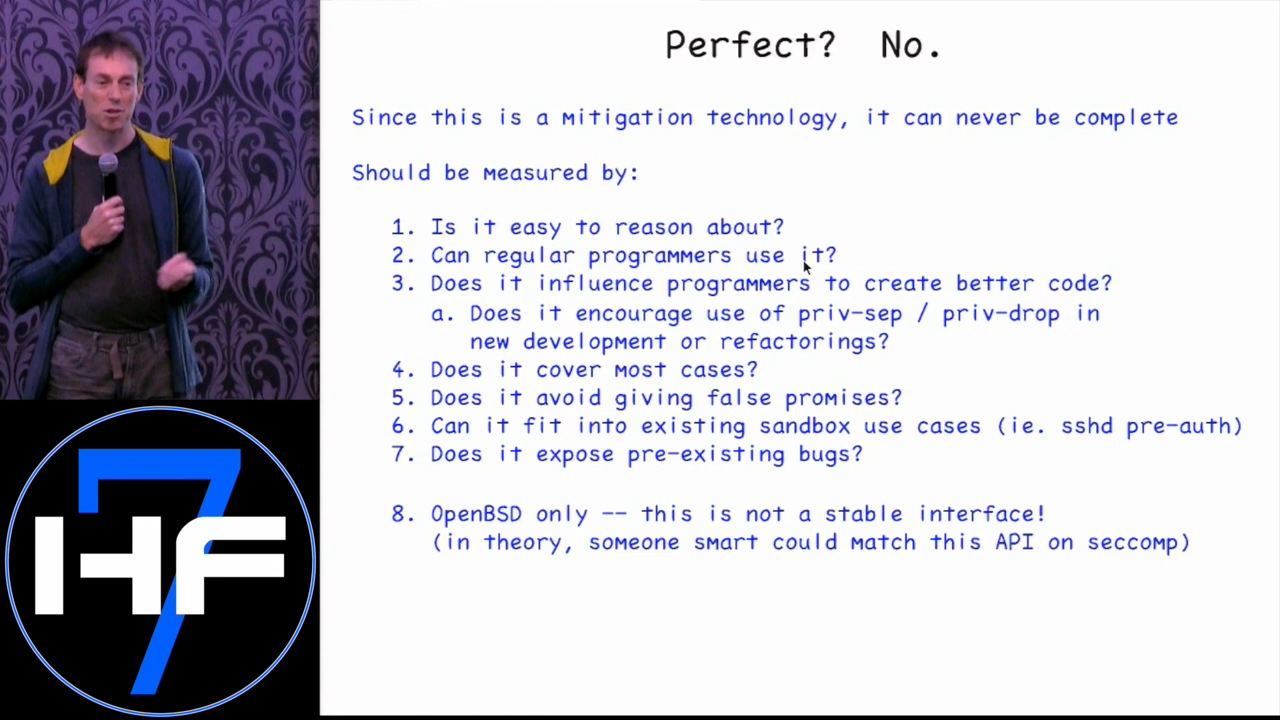 Perfect? No.
Since this is a mitigation technology, it can never be complete
Should be measured by:
1. Is it easy to reason about?
2. Can regular programmers use it?
3. Does it influence programmers to create better code?
a. Does it encourage use of priv-sep / priv-drop in
new development or refactorings?
4. Does it cover most cases?
5. Does it avoid giving false promises?
6. Can it fit into existing sandbox use cases (ie. sshd pre-auth)
7. Does it expose pre-existing bugs?
8. OpenBSD only -- this is not a stable interface!
(in theory, someone smart could match this API on seccomp)
7
HF